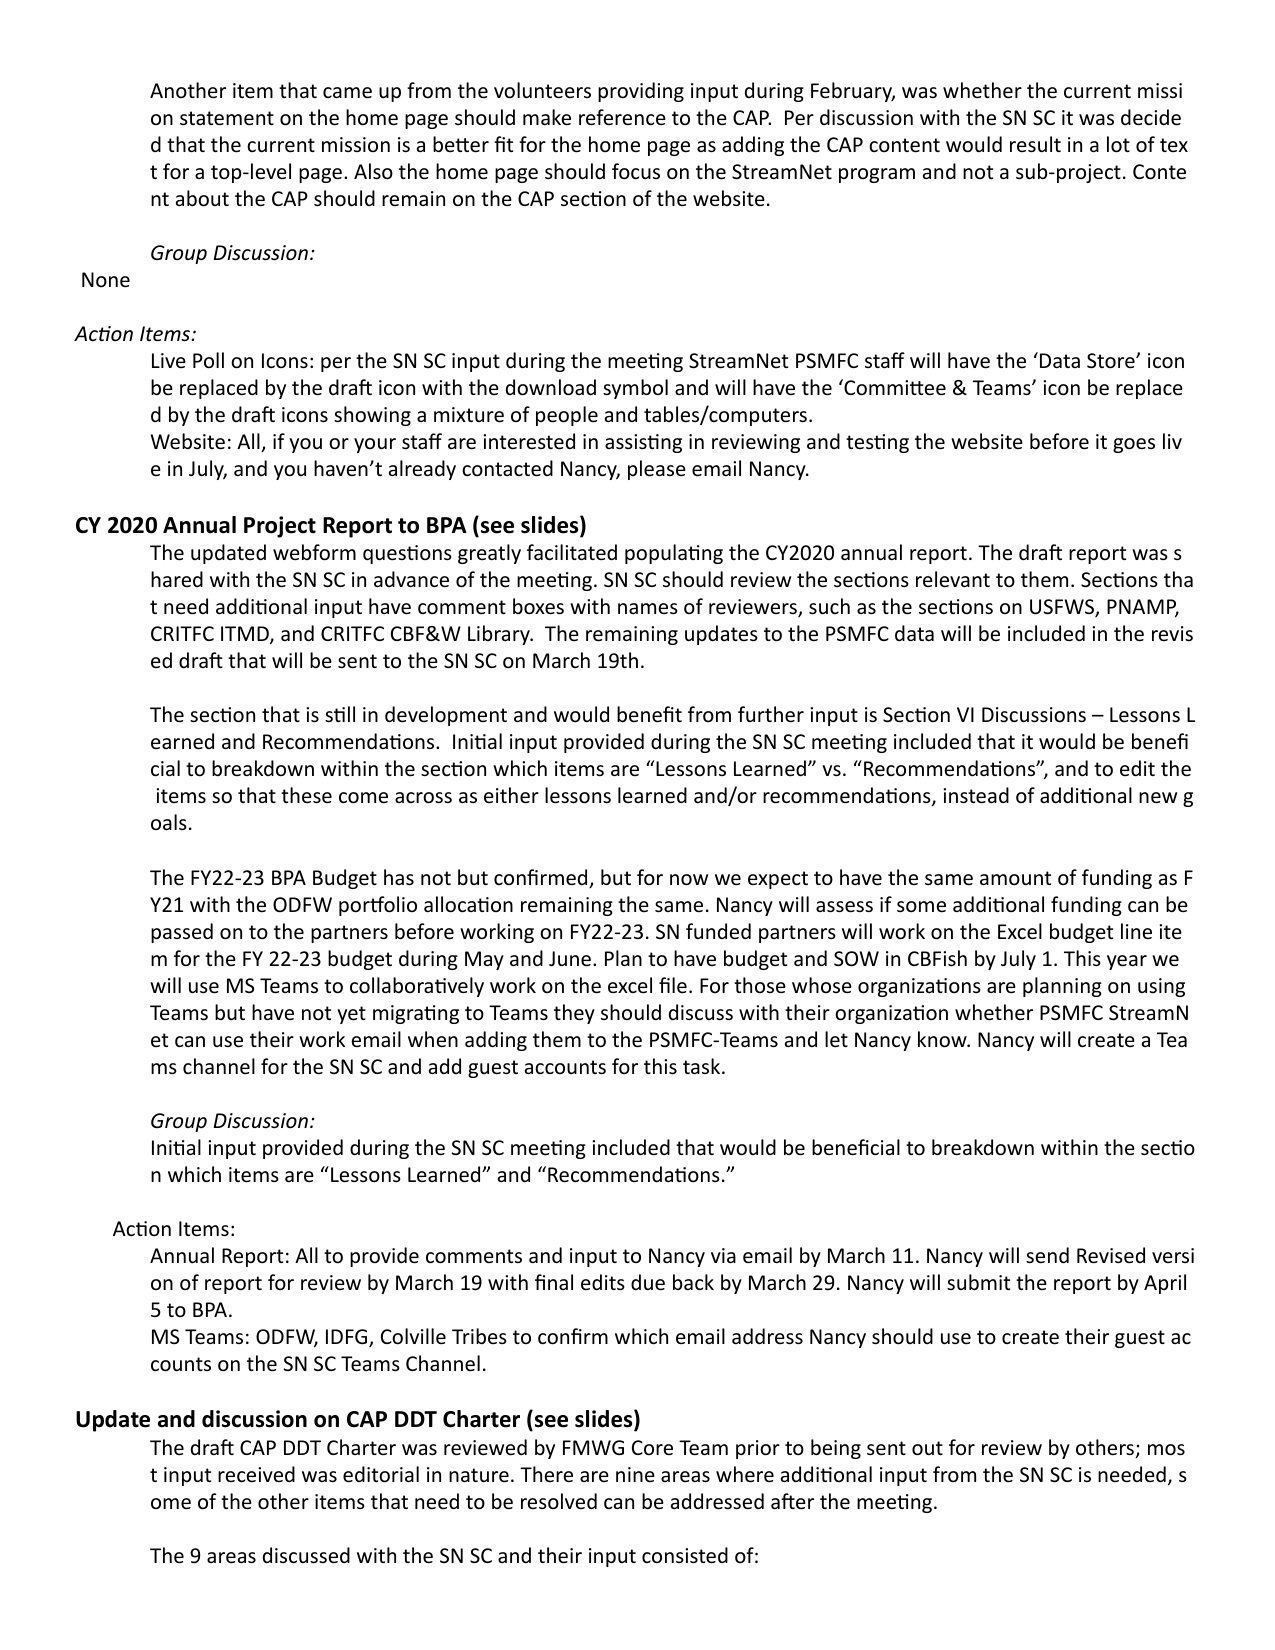 Another item that came up from the volunteers providing input during February, was whether the current missi
on statement on the home page should make reference to the CAP.  Per discussion with the SN SC it was decide
d that the current mission is a better fit for the home page as adding the CAP content would result in a lot of tex
t for a top-level page. Also the home page should focus on the StreamNet program and not a sub-project. Conte
nt about the CAP should remain on the CAP section of the website.
Group Discussion:
None
Action Items:
Live Poll on Icons: per the SN SC input during the meeting StreamNet PSMFC staff will have the ‘Data Store’ icon
be replaced by the draft icon with the download symbol and will have the ‘Committee & Teams’ icon be replace
d by the draft icons showing a mixture of people and tables/computers.
Website: All, if you or your staff are interested in assisting in reviewing and testing the website before it goes liv
e in July, and you haven’t already contacted Nancy, please email Nancy.
CY 2020 Annual Project Report to BPA (see slides)
The updated webform questions greatly facilitated populating the CY2020 annual report. The draft report was s
hared with the SN SC in advance of the meeting. SN SC should review the sections relevant to them. Sections tha
t need additional input have comment boxes with names of reviewers, such as the sections on USFWS, PNAMP,
CRITFC ITMD, and CRITFC CBF&W Library.  The remaining updates to the PSMFC data will be included in the revis
ed draft that will be sent to the SN SC on March 19th.
The section that is still in development and would benefit from further input is Section VI Discussions – Lessons L
earned and Recommendations.  Initial input provided during the SN SC meeting included that it would be benefi
cial to breakdown within the section which items are “Lessons Learned” vs. “Recommendations”, and to edit the
items so that these come across as either lessons learned and/or recommendations, instead of additional new g
oals.
The FY22-23 BPA Budget has not but confirmed, but for now we expect to have the same amount of funding as F
Y21 with the ODFW portfolio allocation remaining the same. Nancy will assess if some additional funding can be
passed on to the partners before working on FY22-23. SN funded partners will work on the Excel budget line ite
m for the FY 22-23 budget during May and June. Plan to have budget and SOW in CBFish by July 1. This year we
will use MS Teams to collaboratively work on the excel file. For those whose organizations are planning on using
Teams but have not yet migrating to Teams they should discuss with their organization whether PSMFC StreamN
et can use their work email when adding them to the PSMFC-Teams and let Nancy know. Nancy will create a Tea
ms channel for the SN SC and add guest accounts for this task.
Group Discussion:
Initial input provided during the SN SC meeting included that would be beneficial to breakdown within the sectio
n which items are “Lessons Learned” and “Recommendations.”
Action Items:
Annual Report: All to provide comments and input to Nancy via email by March 11. Nancy will send Revised versi
on of report for review by March 19 with final edits due back by March 29. Nancy will submit the report by April
5 to BPA.
MS Teams: ODFW, IDFG, Colville Tribes to confirm which email address Nancy should use to create their guest ac
counts on the SN SC Teams Channel.
Update and discussion on CAP DDT Charter (see slides)
The draft CAP DDT Charter was reviewed by FMWG Core Team prior to being sent out for review by others; mos
t input received was editorial in nature. There are nine areas where additional input from the SN SC is needed, s
ome of the other items that need to be resolved can be addressed after the meeting.
The 9 areas discussed with the SN SC and their input consisted of: